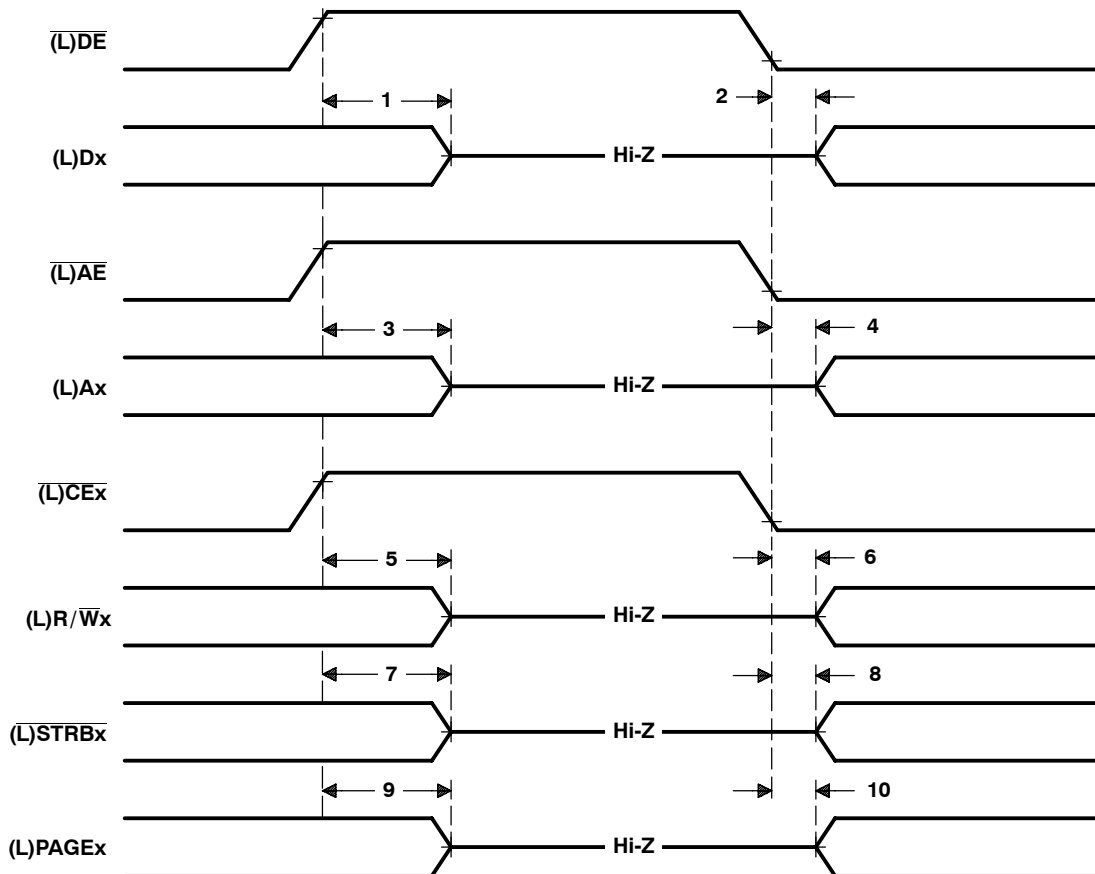 (L)DE
1
2
(L)Dx
Hi-Z
(L)AE
3
4
(L)Ax
Hi-Z
(L)CEx
5
6
(L)R/W̅x
Hi-Z
7
8
(L)STRBx
Hi-Z
9
10
(L)PAGEx
Hi-Z